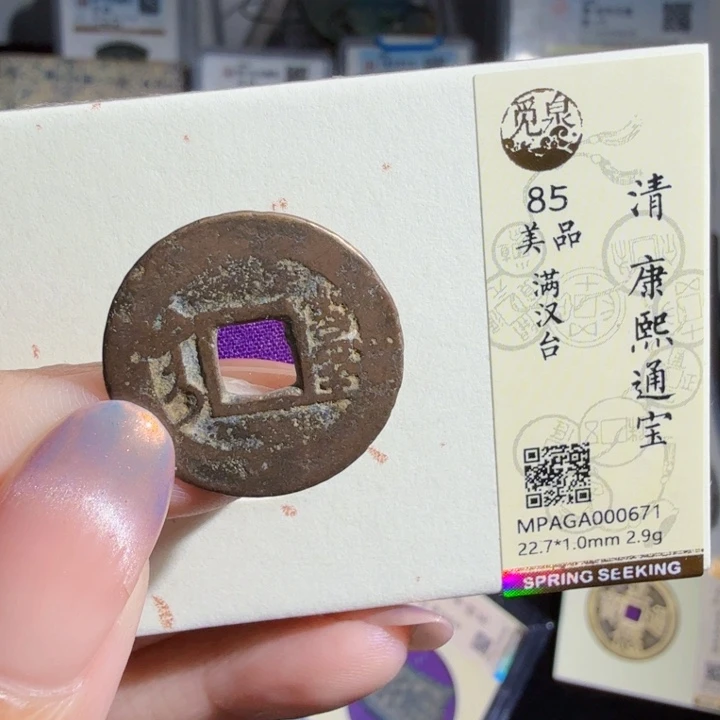 觅泉
85
美品
满汉台
清 康熙通宝
MPAGA000671
22.7*1.0mm 2.9g
SPRING SEEKING